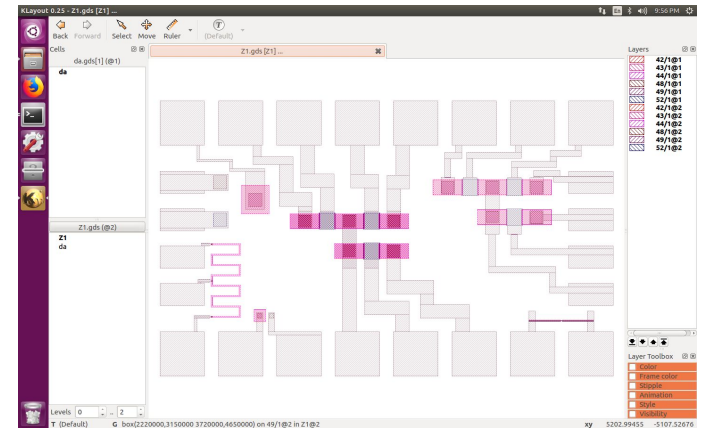 KLayout 0.25 - Z1.gds [Z1] ...
En 9:56 PM
Back Forward Select Move Ruler (Default)
Cells
da.gds[1] (@1)
da
Z1.gds [Z1] ...
Layers
42/1@1
43/1@1
44/1@1
48/1@1
49/1@1
52/1@1
42/1@2
43/1@2
44/1@2
48/1@2
49/1@2
52/1@2
Z1.gds (@2)
Z1
da
Layer Toolbox
Color
Frame color
Stipple
Animation
Style
Visibility
Levels 0 .. 2
T (Default) G box(2220000,3150000 3720000,4650000) on 49/1@2 in Z1@2 xy 5202.99455 -5107.52676